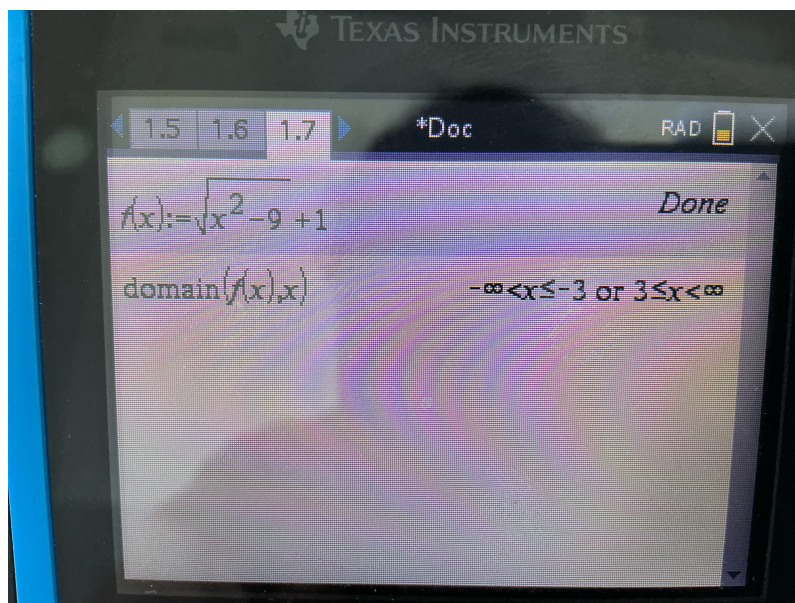 TEXAS INSTRUMENTS
1.5 1.6 1.7 *Doc RAD
f(x):=√x²-9 +1 Done
domain(f(x),x) -∞<x≤-3 or 3≤x<∞